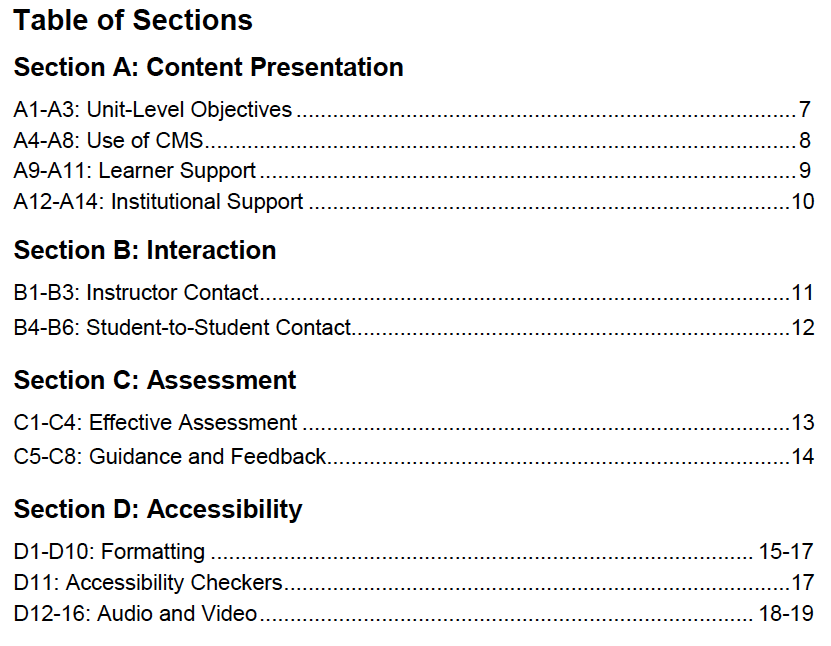 Table of Sections
Section A: Content Presentation
A1-A3: Unit-Level Objectives ................................................................................7
A4-A8: Use of CMS................................................................................................8
A9-A11: Learner Support.......................................................................................9
A12-A14: Institutional Support ..............................................................................10
Section B: Interaction
B1-B3: Instructor Contact......................................................................................11
B4-B6: Student-to-Student Contact.......................................................................12
Section C: Assessment
C1-C4: Effective Assessment ...............................................................................13
C5-C8: Guidance and Feedback...........................................................................14
Section D: Accessibility
D1-D10: Formatting ........................................................................................ 15-17
D11: Accessibility Checkers..................................................................................17
D12-16: Audio and Video................................................................................ 18-19